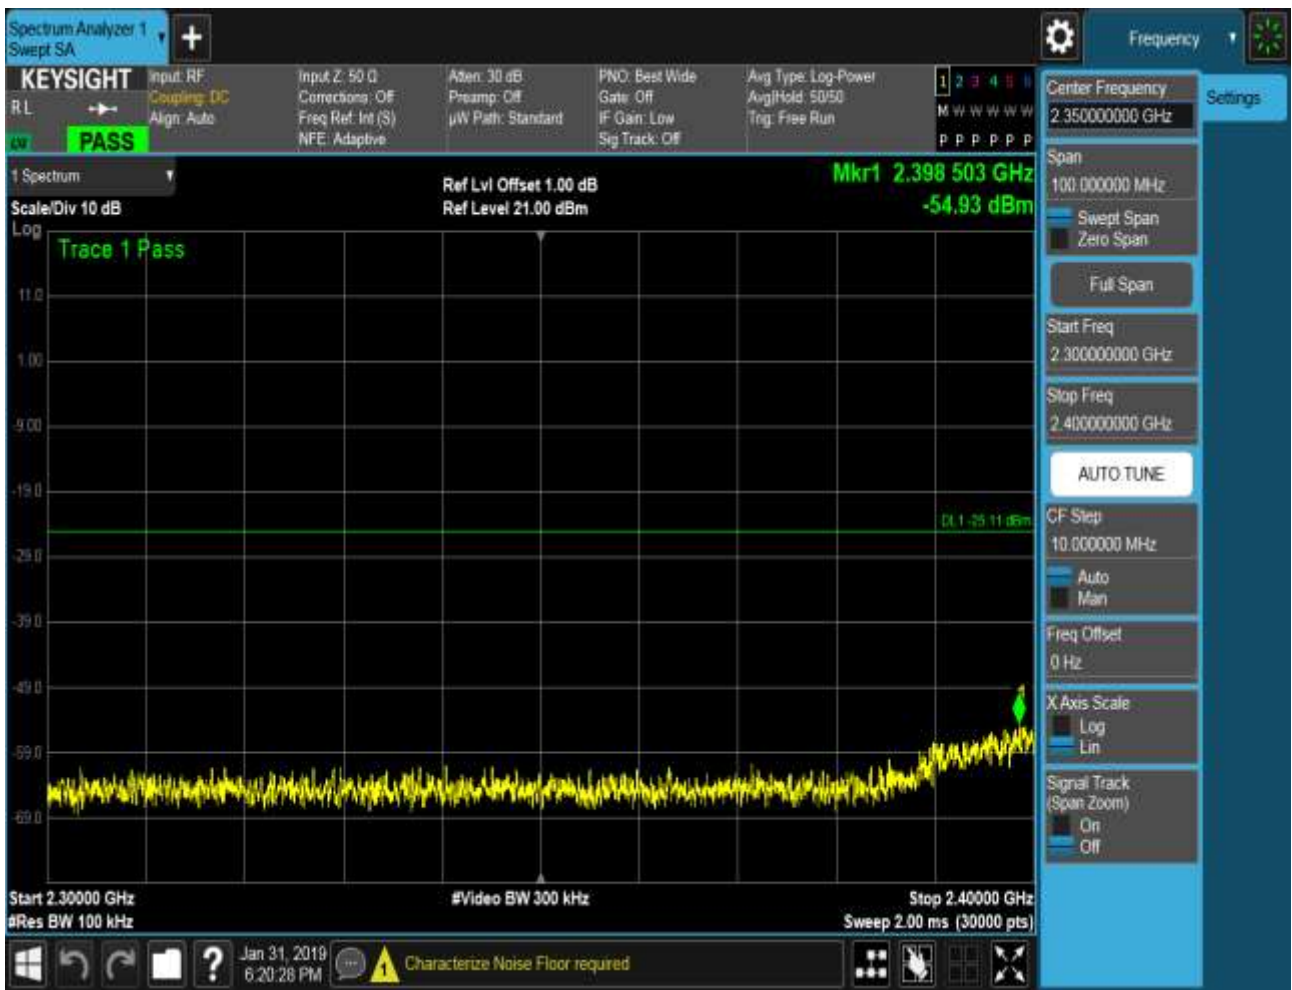 Spectrum Analyzer 1
Swept SA
+
Frequency
KEYSIGHT
R L
PASS
Input: RF
Coupling: DC
Align: Auto
Input Z: 50 Ω
Corrections: Off
Freq Ref: Int (S)
NFE: Adaptive
Atten: 30 dB
Preamp: Off
µW Path: Standard
PNO: Best Wide
Gate: Off
IF Gain: Low
Sig Track: Off
Avg Type: Log-Power
Avg|Hold: 50/50
Trig: Free Run
1 2 3 4 5 6
M W W W W W
P P P P P P
1 Spectrum
Scale/Div 10 dB
Log
Ref Lvl Offset 1.00 dB
Ref Level 21.00 dBm
Mkr1 2.398 503 GHz
-54.93 dBm
Trace 1 Pass
11.0
1.00
-9.00
-19.0
DL1 -25.11 dBm
-29.0
-39.0
-49.0
-59.0
-69.0
Start 2.30000 GHz
#Res BW 100 kHz
#Video BW 300 kHz
Stop 2.40000 GHz
Sweep 2.00 ms (30000 pts)
Center Frequency
2.350000000 GHz
Settings
Span
100.000000 MHz
Swept Span
Zero Span
Full Span
Start Freq
2.300000000 GHz
Stop Freq
2.400000000 GHz
AUTO TUNE
CF Step
10.000000 MHz
Auto
Man
Freq Offset
0 Hz
X Axis Scale
Log
Lin
Signal Track
(Span Zoom)
On
Off
?
Jan 31, 2019
6:20:28 PM
1
Characterize Noise Floor required